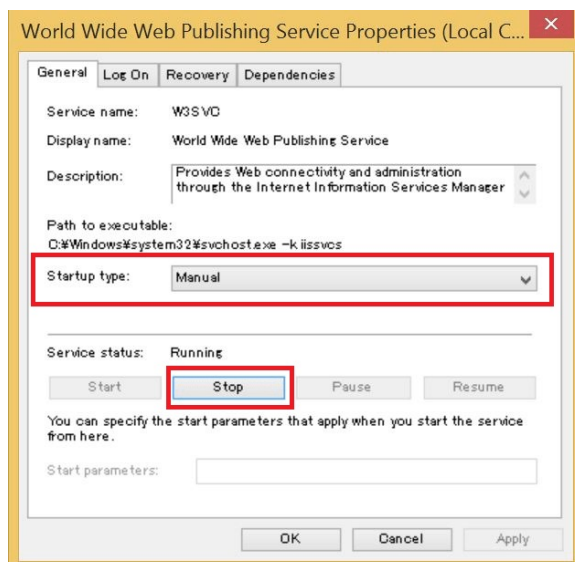 World Wide Web Publishing Service Properties (Local C...
General Log On Recovery Dependencies
Service name: W3SVC
Display name: World Wide Web Publishing Service
Description: Provides Web connectivity and administration
through the Internet Information Services Manager
Path to executable:
C:¥Windows¥system32¥svchost.exe -k iissvcs
Startup type: Manual
Service status: Running
Start Stop Pause Resume
You can specify the start parameters that apply when you start the service
from here.
Start parameters:
OK Cancel Apply